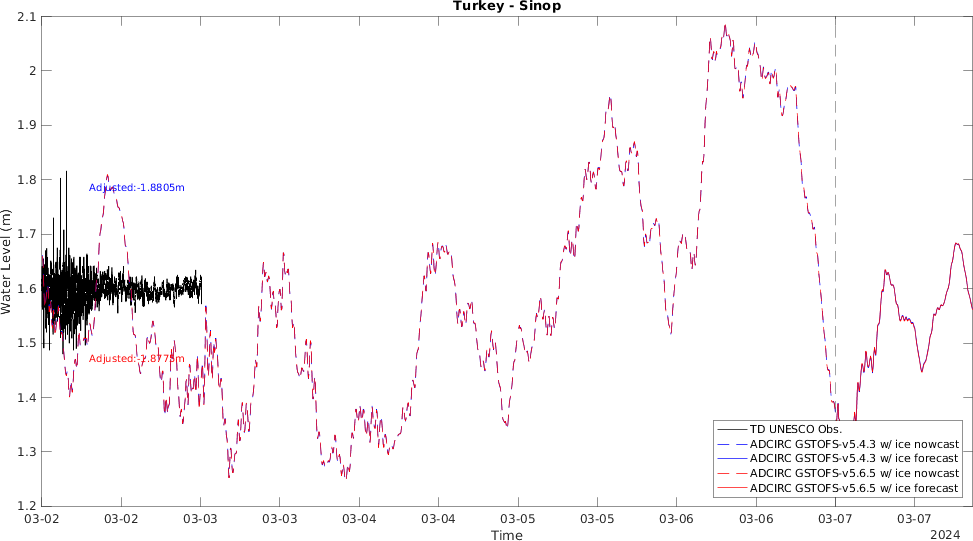 Turkey - Sinop
2.1
2
1.9
1.8
1.7
1.6
1.5
1.4
1.3
1.2
Water Level (m)
Adjusted:-1.8805m
Adjusted:-1.8775m
TD UNESCO Obs.
ADCIRC GSTOFS-v5.4.3 w/ ice nowcast
ADCIRC GSTOFS-v5.4.3 w/ ice forecast
ADCIRC GSTOFS-v5.6.5 w/ ice nowcast
ADCIRC GSTOFS-v5.6.5 w/ ice forecast
03-02 03-02 03-03 03-03 03-04 03-04 03-05 03-05 03-06 03-06 03-07 03-07
Time
2024